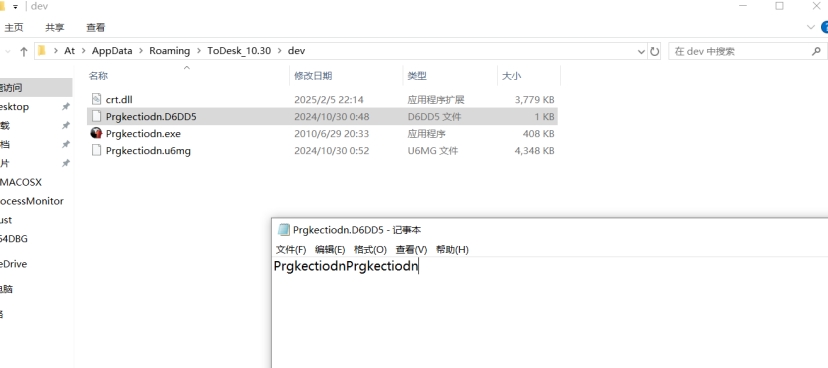 dev
主页 共享 查看
At AppData Roaming ToDesk_10.30 dev 在 dev 中搜索
名称 修改日期 类型 大小
crt.dll 2025/2/5 22:14 应用程序扩展 3,779 KB
Prgkectiodn.D6DD5 2024/10/30 0:48 D6DD5 文件 1 KB
Prgkectiodn.exe 2010/6/29 20:33 应用程序 408 KB
Prgkectiodn.u6mg 2024/10/30 0:52 U6MG 文件 4,348 KB
访问
esktop
载
档
片
MACOSX
ocessMonitor
ust
64DBG
eDrive
电脑
Prgkectiodn.D6DD5 - 记事本
文件(F) 编辑(E) 格式(O) 查看(V) 帮助(H)
PrgkectiodnPrgkectiodn